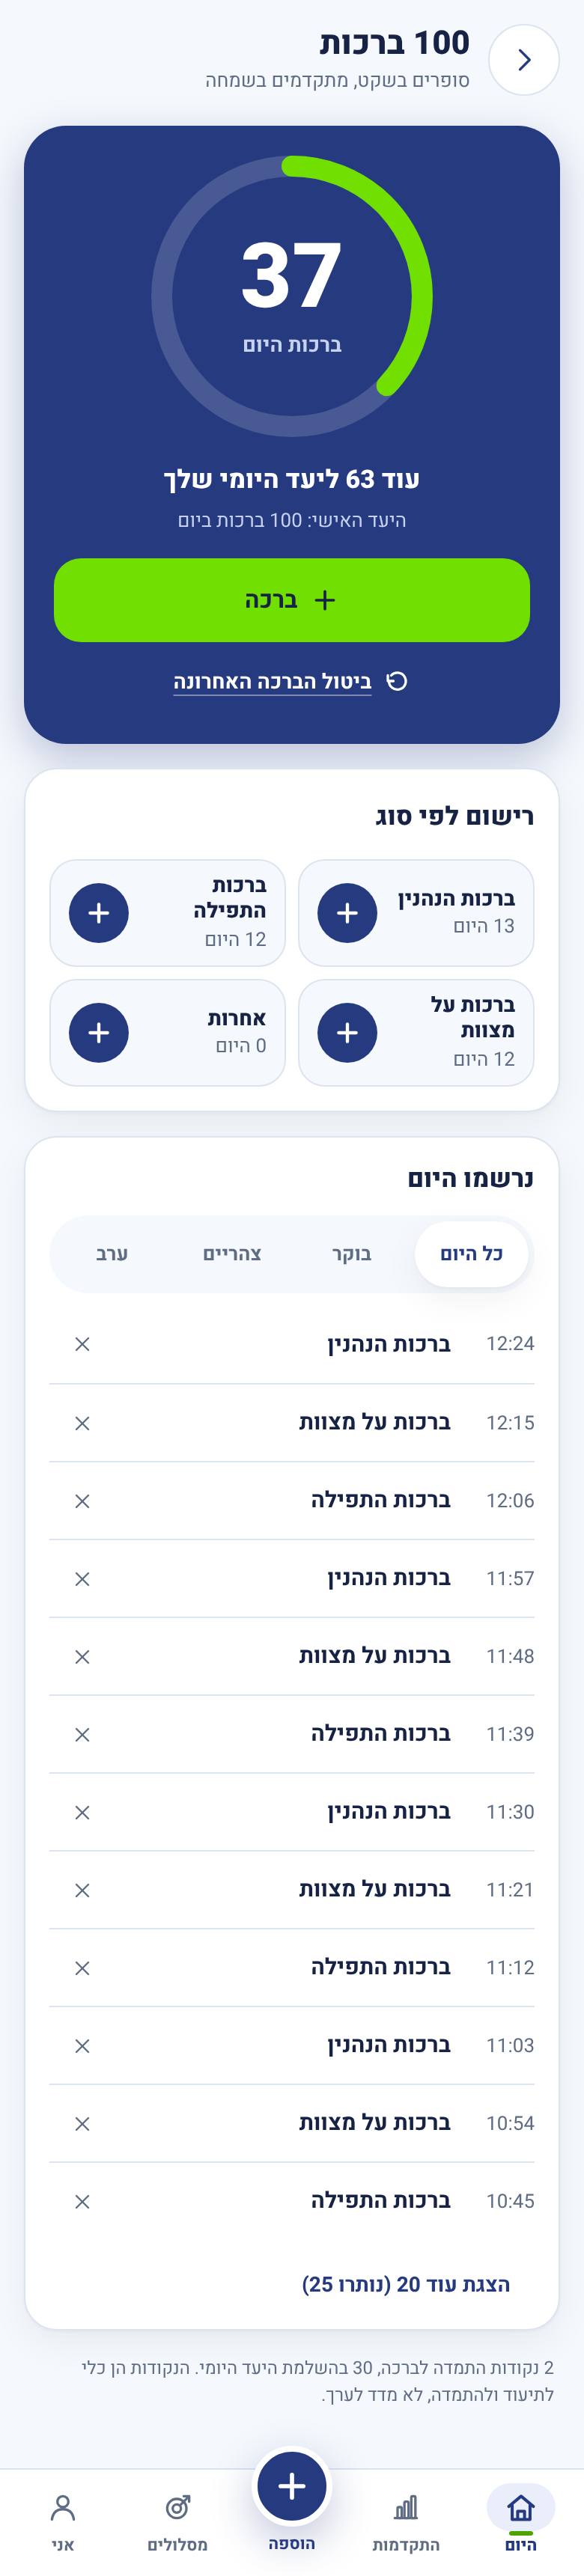 100 ברכות
סופרים בשקט, מתקדמים בשמחה
37
ברכות היום
עוד 63 ליעד היומי שלך
היעד האישי: 100 ברכות ביום
ברכה
ביטול הברכה האחרונה
רישום לפי סוג
ברכות הנהנין
13 היום
ברכות
התפילה
12 היום
ברכות על
מצוות
12 היום
אחרות
0 היום
נרשמו היום
כל היום בוקר צהריים ערב
12:24 ברכות הנהנין
12:15 ברכות על מצוות
12:06 ברכות התפילה
11:57 ברכות הנהנין
11:48 ברכות על מצוות
11:39 ברכות התפילה
11:30 ברכות הנהנין
11:21 ברכות על מצוות
11:12 ברכות התפילה
11:03 ברכות הנהנין
10:54 ברכות על מצוות
10:45 ברכות התפילה
הצגת עוד 20 (נותרו 25)
2 נקודות התמדה לברכה, 30 בהשלמת היעד היומי. הנקודות הן כלי
לתיעוד ולהתמדה, לא מדד לערך.
היום התקדמות הוספה מסלולים אני